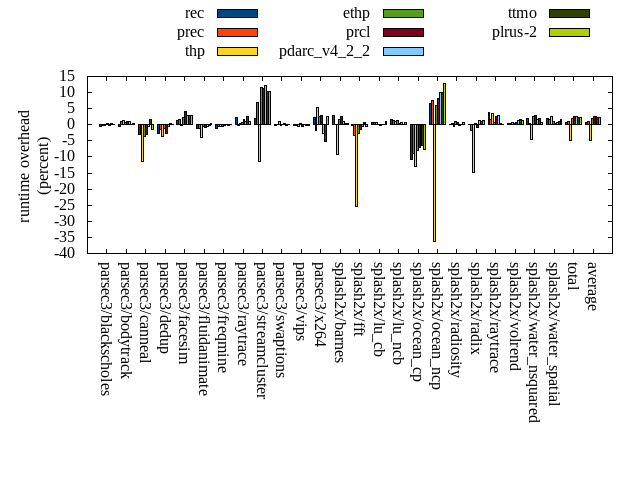 rec ethp ttmo
prec prcl plrus-2
thp pdarc_v4_2_2
runtime overhead
(percent)
15
10
5
0
-5
-10
-15
-20
-25
-30
-35
-40
parsec3/blackscholes
parsec3/bodytrack
parsec3/canneal
parsec3/dedup
parsec3/facesim
parsec3/fluidanimate
parsec3/freqmine
parsec3/raytrace
parsec3/streamcluster
parsec3/swaptions
parsec3/vips
parsec3/x264
splash2x/barnes
splash2x/fft
splash2x/lu_cb
splash2x/lu_ncb
splash2x/ocean_cp
splash2x/ocean_ncp
splash2x/radiosity
splash2x/radix
splash2x/raytrace
splash2x/volrend
splash2x/water_nsquared
splash2x/water_spatial
total
average